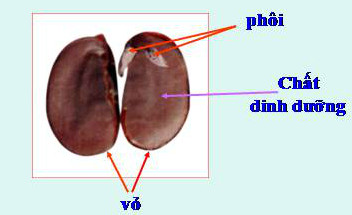 phôi
Chất
dinh dưỡng
vỏ